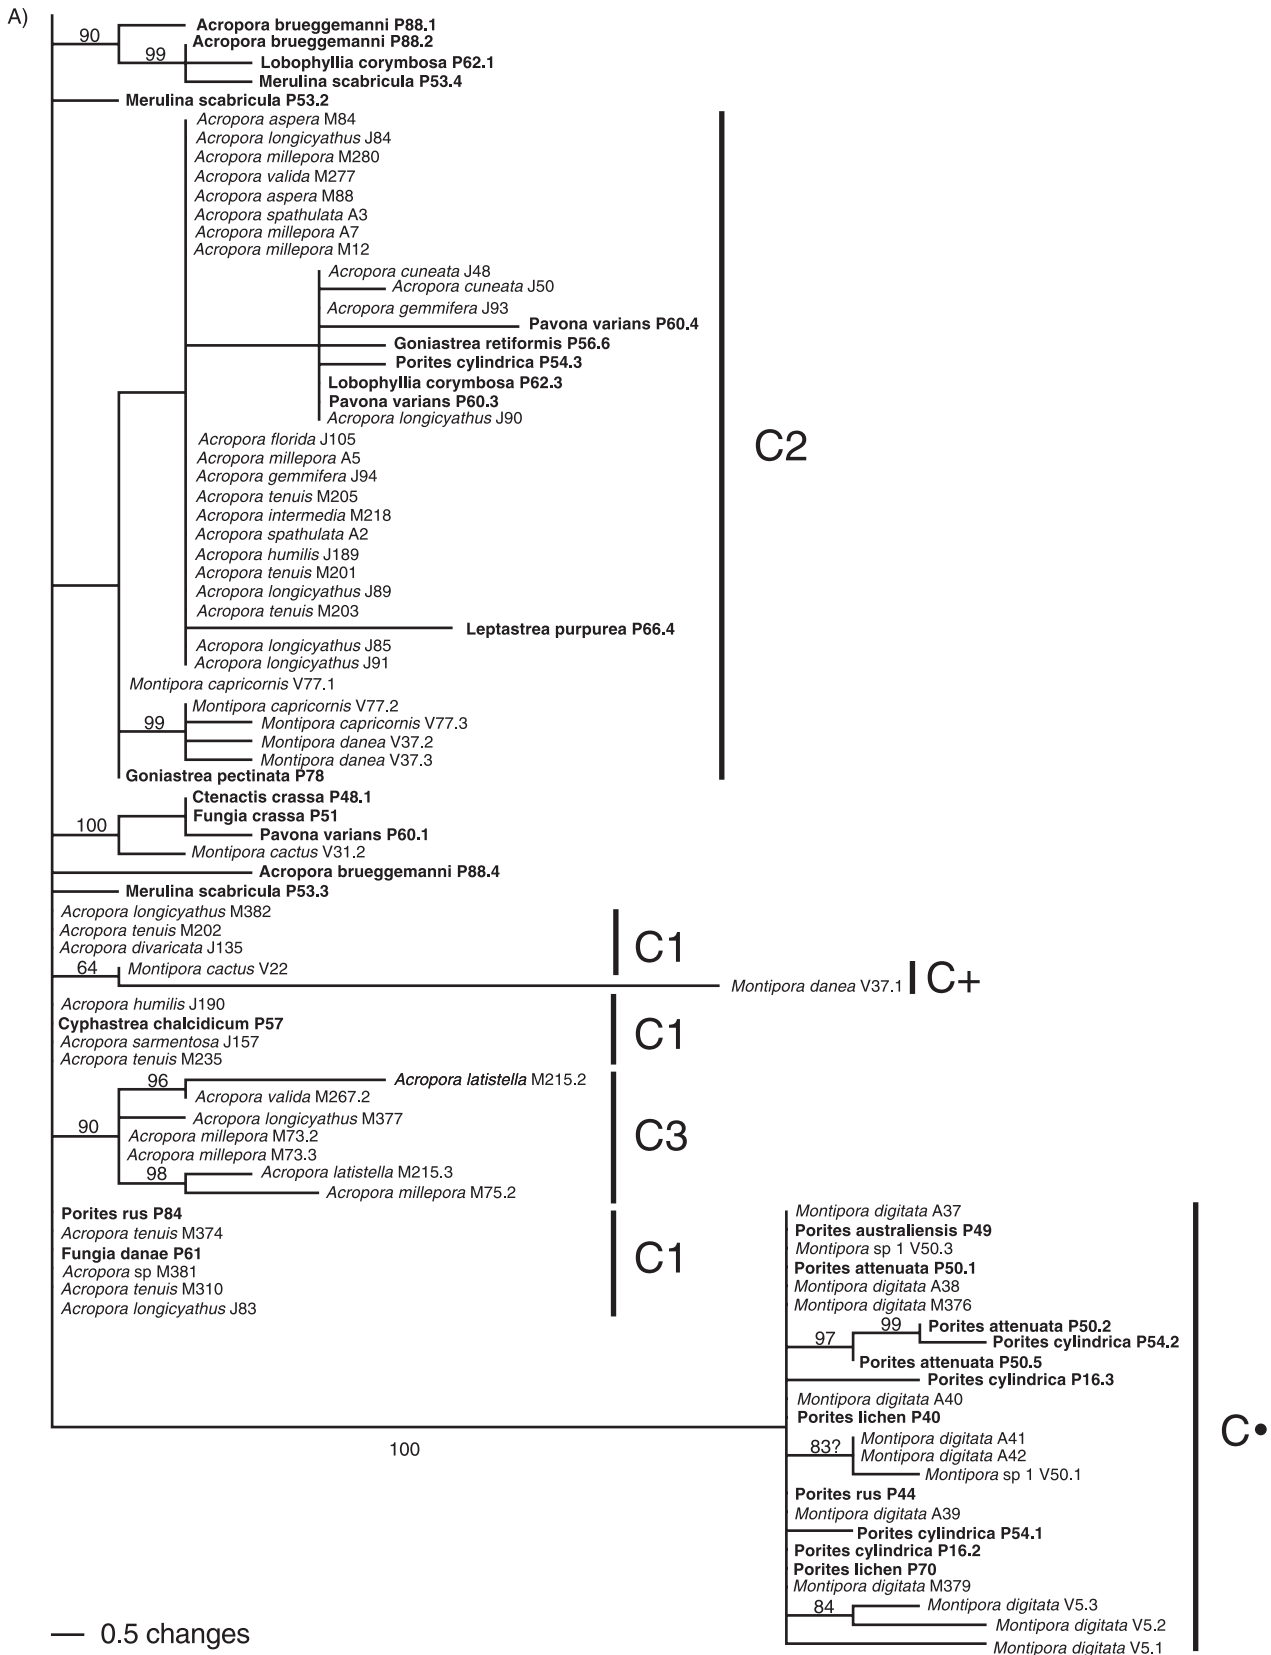 A)
90
Acropora brueggemanni P88.1
Acropora brueggemanni P88.2
99
Lobophyllia corymbosa P62.1
Merulina scabricula P53.4
Merulina scabricula P53.2
Acropora aspera M84
Acropora longicyathus J84
Acropora millepora M280
Acropora valida M277
Acropora aspera M88
Acropora spathulata A3
Acropora millepora A7
Acropora millepora M12
Acropora cuneata J48
Acropora cuneata J50
Acropora gemmifera J93
Pavona varians P60.4
Goniastrea retiformis P56.6
Porites cylindrica P54.3
Lobophyllia corymbosa P62.3
Pavona varians P60.3
Acropora longicyathus J90
Acropora florida J105
C2
Acropora millepora A5
Acropora gemmifera J94
Acropora tenuis M205
Acropora intermedia M218
Acropora spathulata A2
Acropora humilis J189
Acropora tenuis M201
Acropora longicyathus J89
Acropora tenuis M203
Leptastrea purpurea P66.4
Acropora longicyathus J85
Acropora longicyathus J91
Montipora capricornis V77.1
Montipora capricornis V77.2
99
Montipora capricornis V77.3
Montipora danea V37.2
Montipora danea V37.3
Goniastrea pectinata P78
Ctenactis crassa P48.1
Fungia crassa P51
100
Pavona varians P60.1
Montipora cactus V31.2
Acropora brueggemanni P88.4
Merulina scabricula P53.3
Acropora longicyathus M382
Acropora tenuis M202
Acropora divaricata J135
C1
64
Montipora cactus V22
Montipora danea V37.1
C+
Acropora humilis J190
Cyphastrea chalcidicum P57
Acropora sarmentosa J157
Acropora tenuis M235
C1
96
Acropora latistella M215.2
Acropora valida M267.2
Acropora longicyathus M377
90
Acropora millepora M73.2
Acropora millepora M73.3
C3
98
Acropora latistella M215.3
Acropora millepora M75.2
Porites rus P84
Acropora tenuis M374
Fungia danae P61
Acropora sp M381
Acropora tenuis M310
Acropora longicyathus J83
C1
Montipora digitata A37
Porites australiensis P49
Montipora sp 1 V50.3
Porites attenuata P50.1
Montipora digitata A38
Montipora digitata M376
97
99
Porites attenuata P50.2
Porites cylindrica P54.2
Porites attenuata P50.5
Porites cylindrica P16.3
Montipora digitata A40
Porites lichen P40
100
C•
83?
Montipora digitata A41
Montipora digitata A42
Montipora sp 1 V50.1
Porites rus P44
Montipora digitata A39
Porites cylindrica P54.1
Porites cylindrica P16.2
Porites lichen P70
Montipora digitata M379
84
Montipora digitata V5.3
Montipora digitata V5.2
Montipora digitata V5.1
0.5 changes